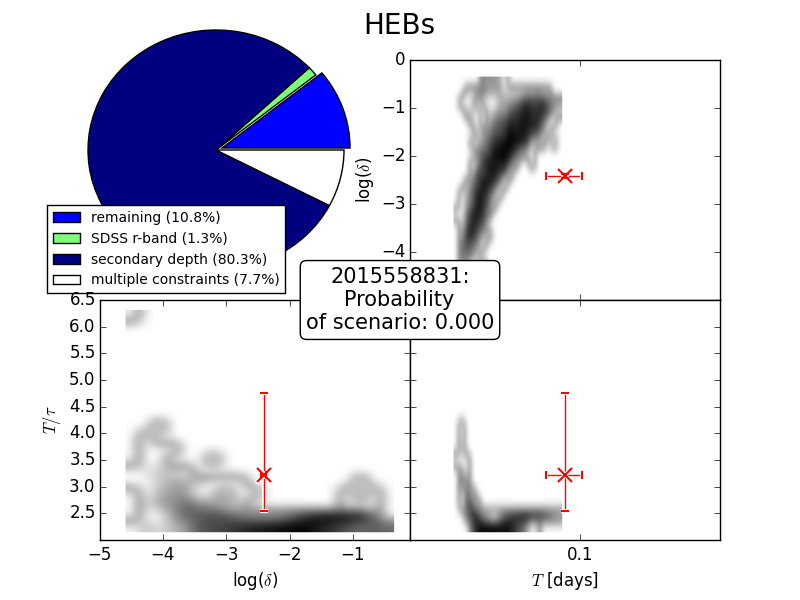 HEBs
remaining (10.8%)
SDSS r-band (1.3%)
secondary depth (80.3%)
multiple constraints (7.7%)
0
−1
−2
−3
−4
log(δ)
2015558831:
Probability
of scenario: 0.000
6.5
6.0
5.5
5.0
4.5
4.0
3.5
3.0
2.5
T/τ
−5 −4 −3 −2 −1
log(δ)
0.1
T [days]